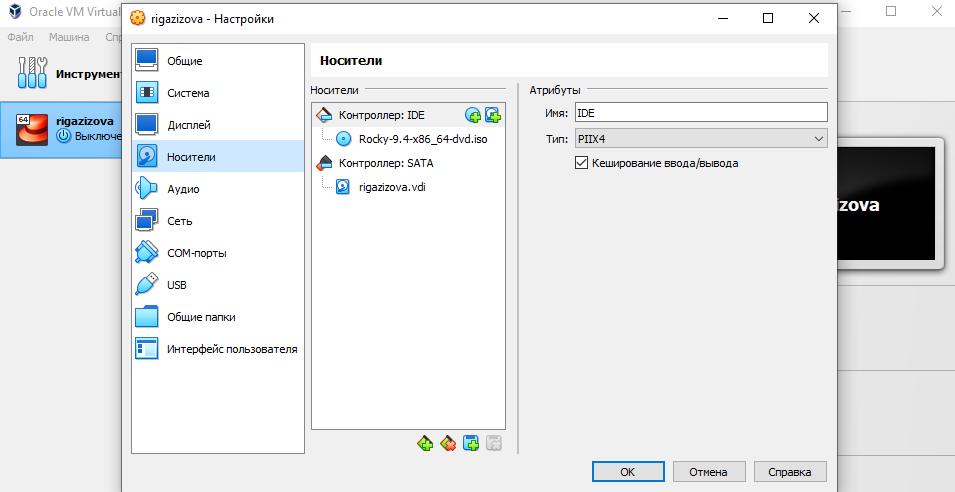 Oracle VM Virtual
rigazizova - Настройки
Файл Машина Спр
Инструмент
64
rigazizova
Выключе
Общие
Система
Дисплей
Носители
Аудио
Сеть
COM-порты
USB
Общие папки
Интерфейс пользователя
Носители
Носители
Контроллер: IDE
Rocky-9.4-x86_64-dvd.iso
Контроллер: SATA
rigazizova.vdi
Атрибуты
Имя: IDE
Тип: PIIX4
Кеширование ввода/вывода
izova
OK Отмена Справка